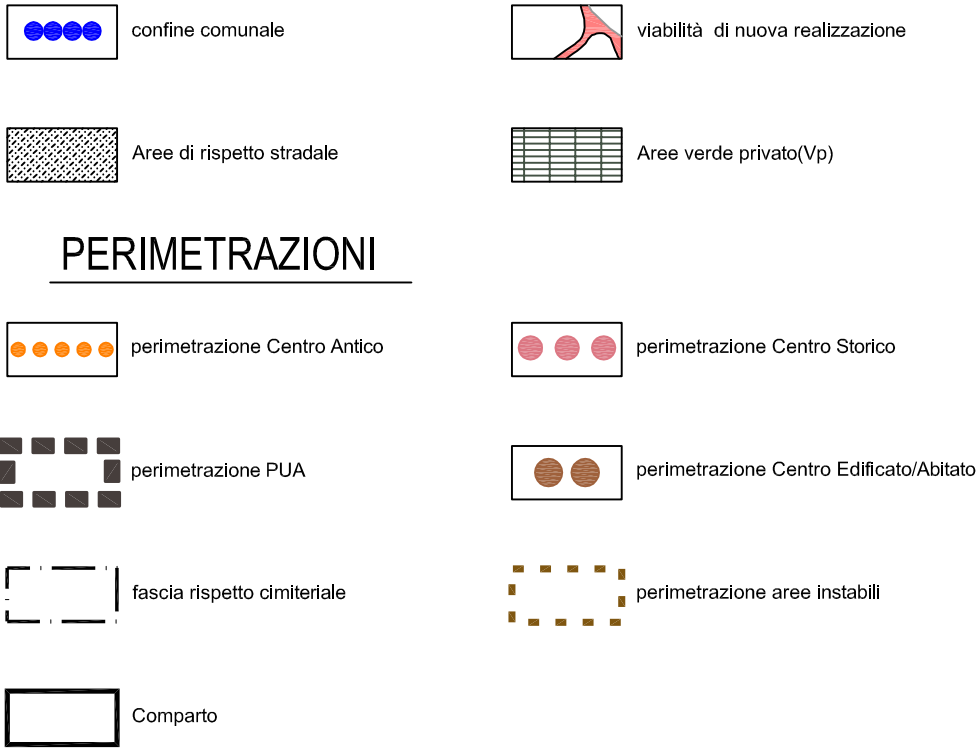 confine comunale
viabilità di nuova realizzazione
Aree di rispetto stradale
Aree verde privato(Vp)
PERIMETRAZIONI
perimetrazione Centro Antico
perimetrazione Centro Storico
perimetrazione PUA
perimetrazione Centro Edificato/Abitato
fascia rispetto cimiteriale
perimetrazione aree instabili
Comparto